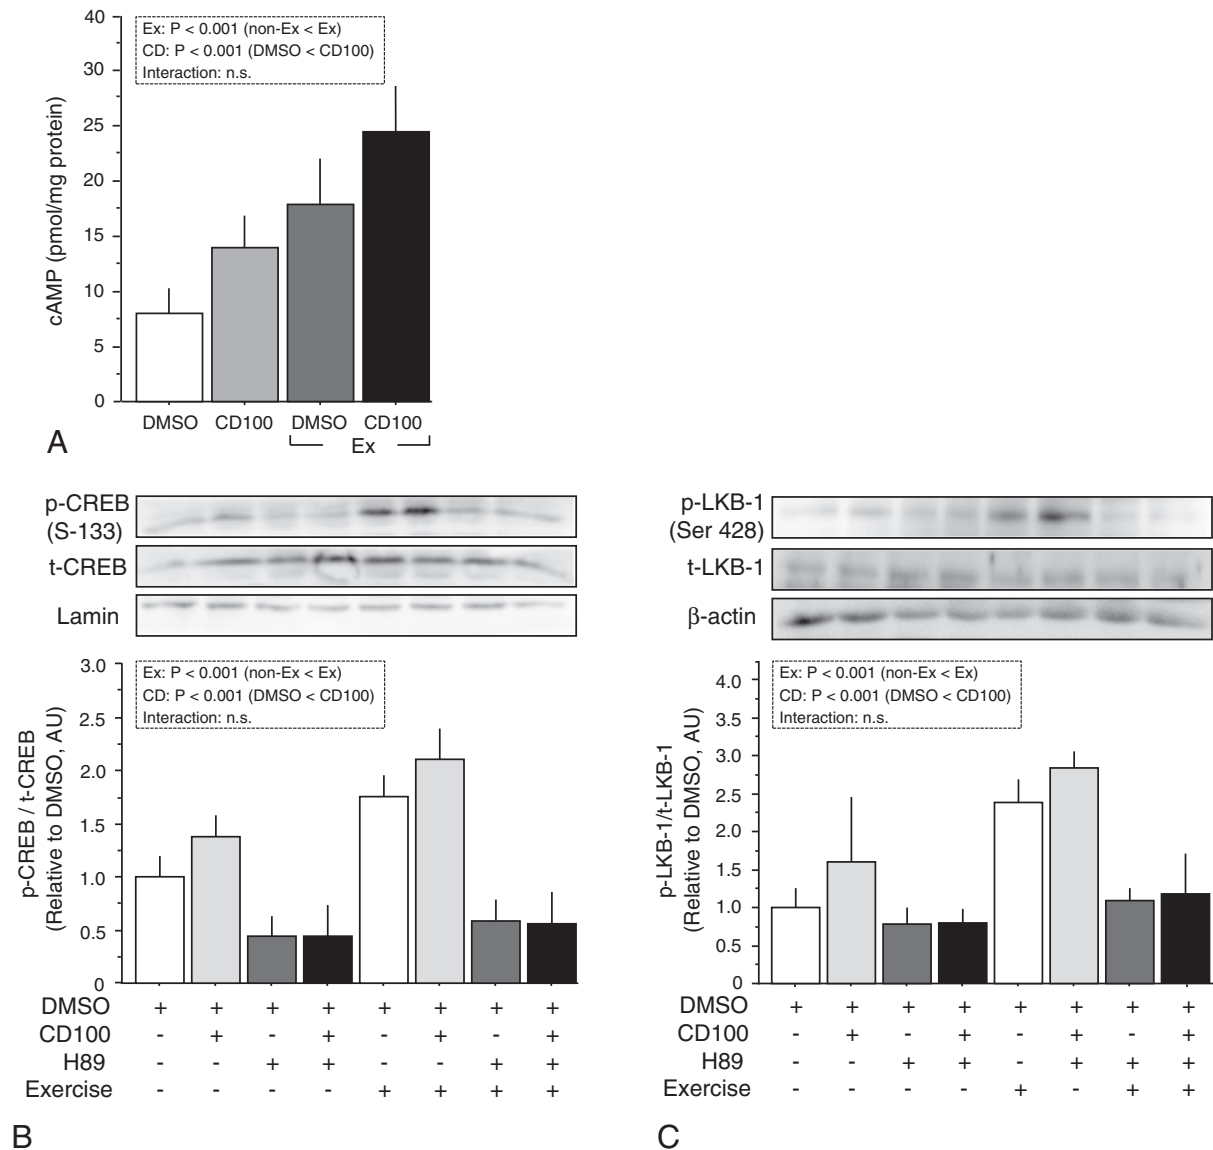 40
30
25
20
15
10
5
0
cAMP (pmol/mg protein)
Ex: P < 0.001 (non-Ex < Ex)
CD: P < 0.001 (DMSO < CD100)
Interaction: n.s.
DMSO CD100 DMSO CD100
Ex
A
p-CREB
(S-133)
t-CREB
Lamin
3.0
2.5
2.0
1.5
1.0
0.5
0
p-CREB / t-CREB
(Relative to DMSO, AU)
Ex: P < 0.001 (non-Ex < Ex)
CD: P < 0.001 (DMSO < CD100)
Interaction: n.s.
DMSO + + + + + + + +
CD100 - + - + - + - +
H89 - - + + - - + +
Exercise - - - - + + + +
B
p-LKB-1
(Ser 428)
t-LKB-1
β-actin
4.0
3.5
3.0
2.5
2.0
1.5
1.0
0.5
0
p-LKB-1/t-LKB-1
(Relative to DMSO, AU)
Ex: P < 0.001 (non-Ex < Ex)
CD: P < 0.001 (DMSO < CD100)
Interaction: n.s.
DMSO + + + + + + + +
CD100 - + - + - + - +
H89 - - + + - + + +
Exercise - - - - + - + +
C